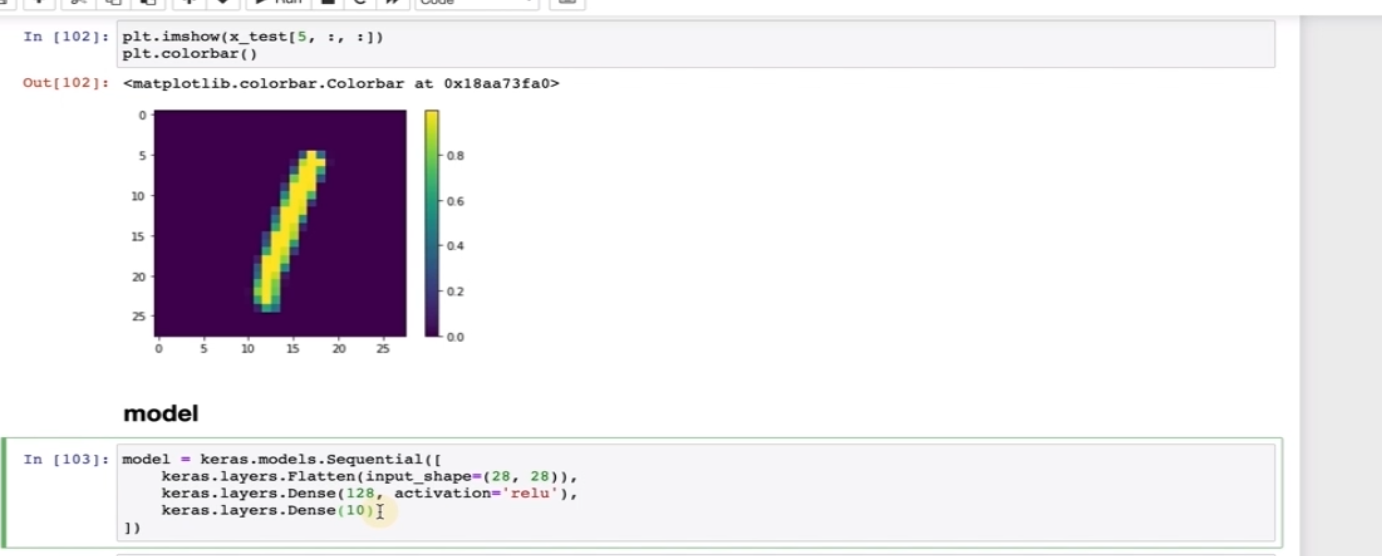 Run
Code
In [102]: plt.imshow(x_test[5, :, :])
plt.colorbar()
Out[102]: <matplotlib.colorbar.Colorbar at 0x18aa73fa0>
0
5
10
15
20
25
0 5 10 15 20 25
0.8
0.6
0.4
0.2
0.0
model
In [103]: model = keras.models.Sequential([
keras.layers.Flatten(input_shape=(28, 28)),
keras.layers.Dense(128, activation='relu'),
keras.layers.Dense(10)
])